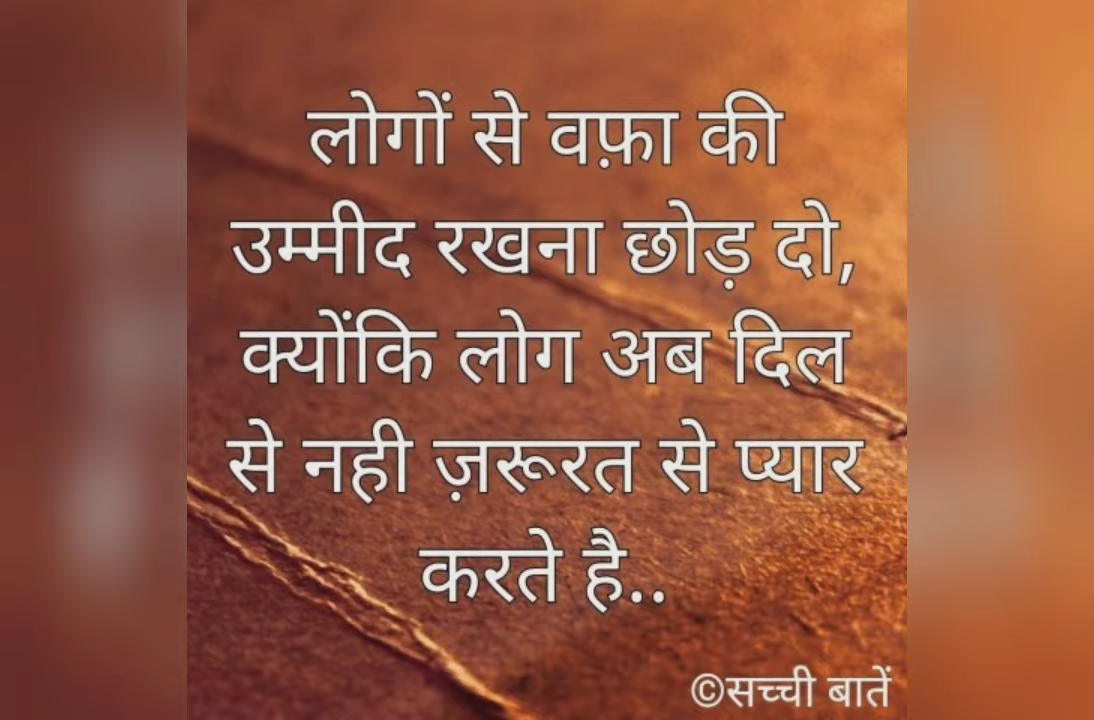 लोगों से वफ़ा की
उम्मीद रखना छोड़ दो,
क्योंकि लोग अब दिल
से नही ज़रूरत से प्यार
करते है..
©सच्ची बातें